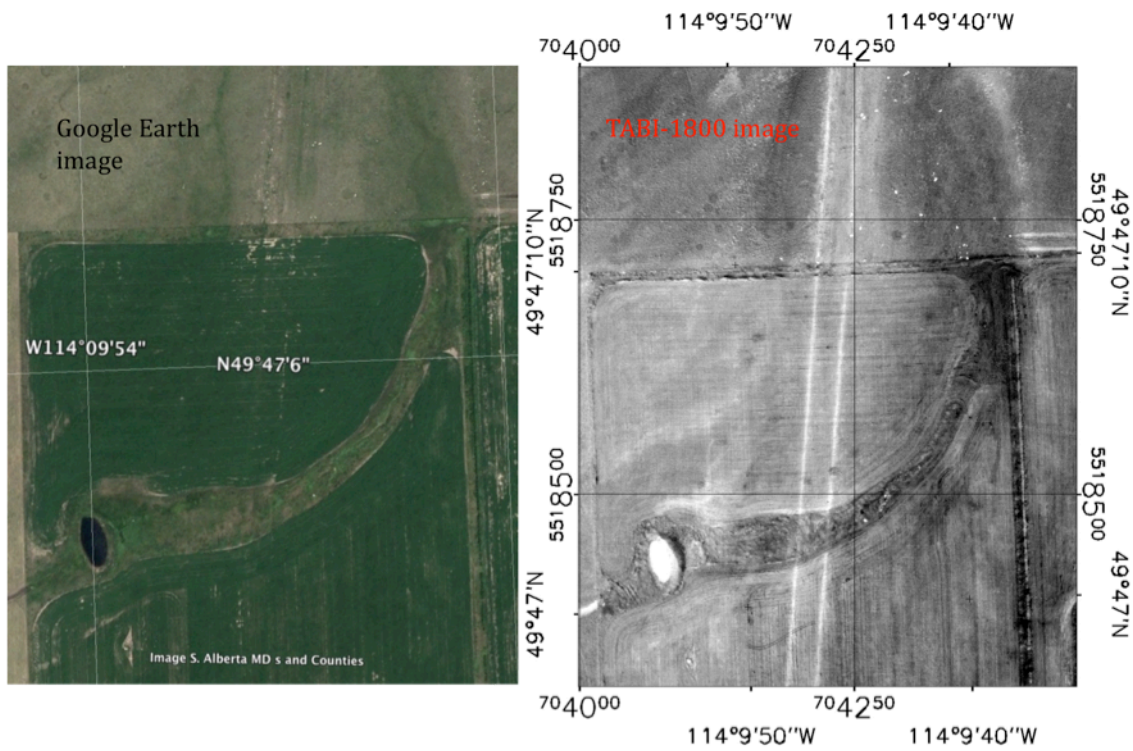 114°9'50"W 114°9'40"W
7040⁰⁰ 7042⁵⁰
Google Earth
image
TABI-1800 image
5518750
49°47'10"N
5518750
49°47'10"N
W114°09'54"
N49°47'6"
5518500
5518500
49°47'N
49°47'N
Image S. Alberta MD s and Counties
7040⁰⁰ 7042⁵⁰
114°9'50"W 114°9'40"W